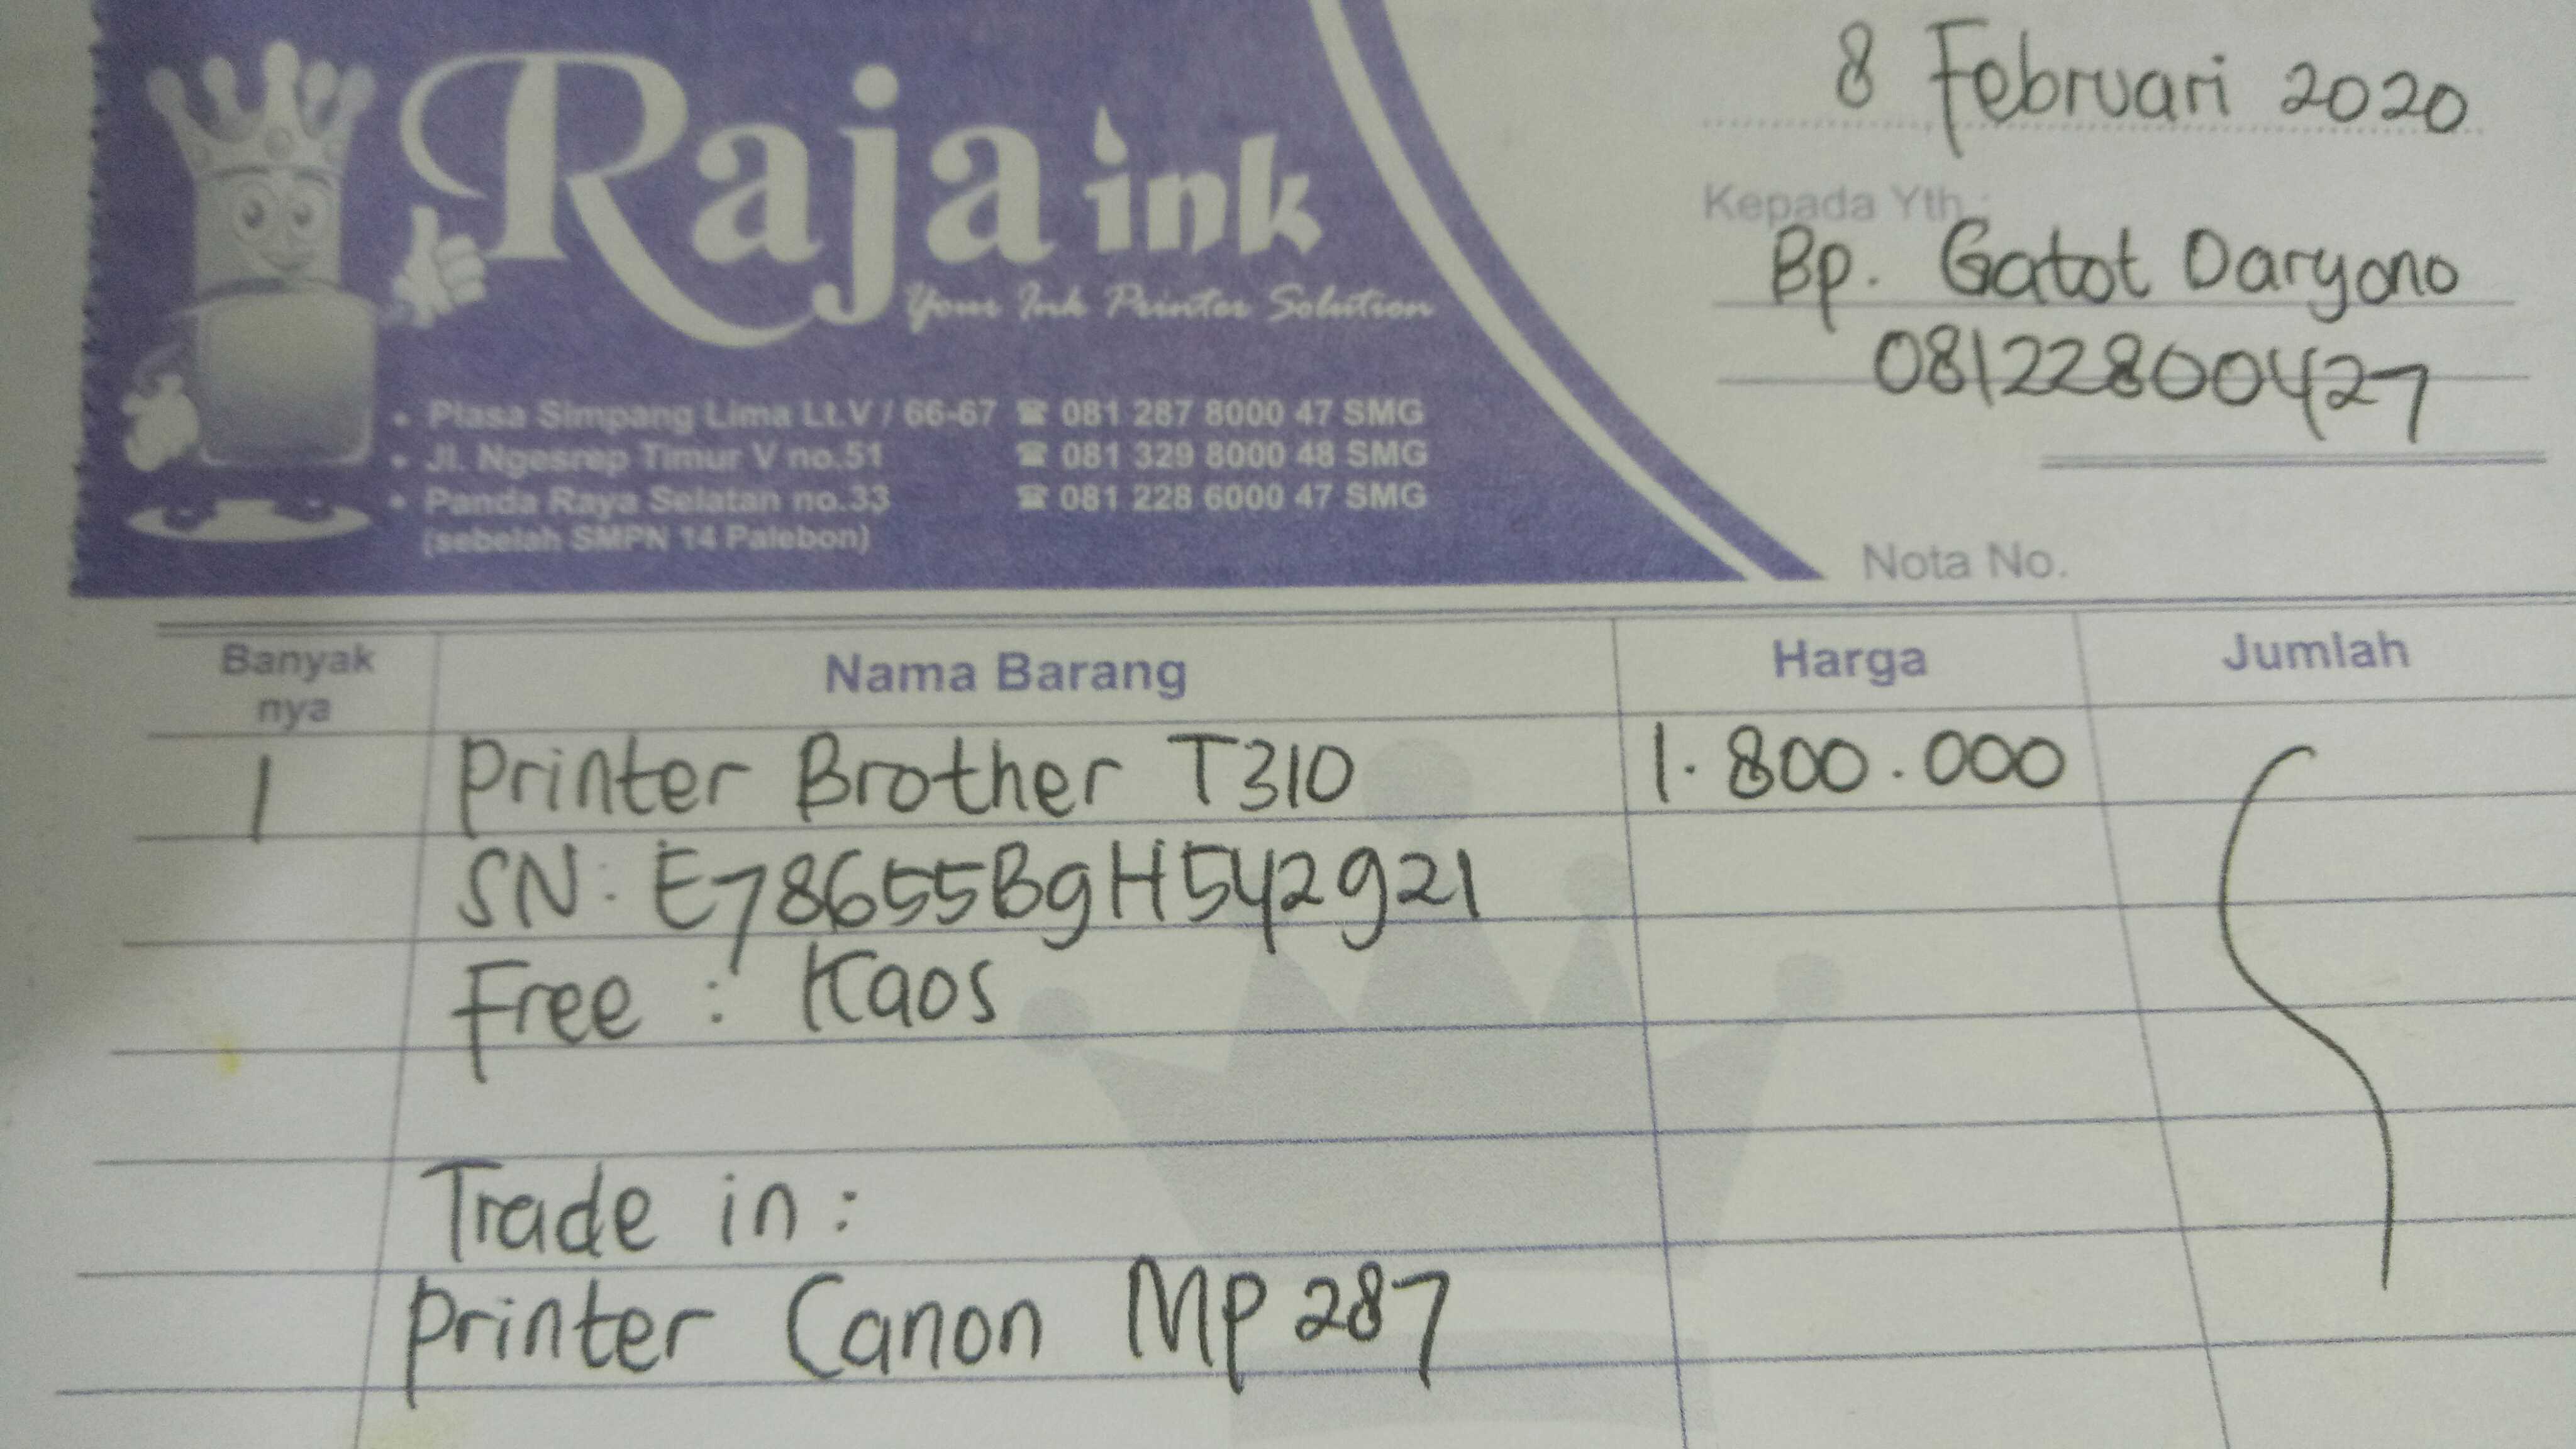 Raja ink
Your Ink Printer Solution
• Plasa Simpang Lima Lt.V / 66-67 ☎ 081 287 8000 47 SMG
• Jl. Ngesrep Timur V no.51 ☎ 081 329 8000 48 SMG
• Panda Raya Selatan no.33 ☎ 081 228 6000 47 SMG
(sebelah SMPN 14 Palebon)
8 Februari 2020
Kepada Yth :
Bp. Gatot Daryono
08122800427
Nota No.
Banyak nya Nama Barang Harga Jumlah
1 Printer Brother T310 1.800.000
SN: E78655B9H542921
Free : Kaos
Trade in :
Printer Canon MP 287